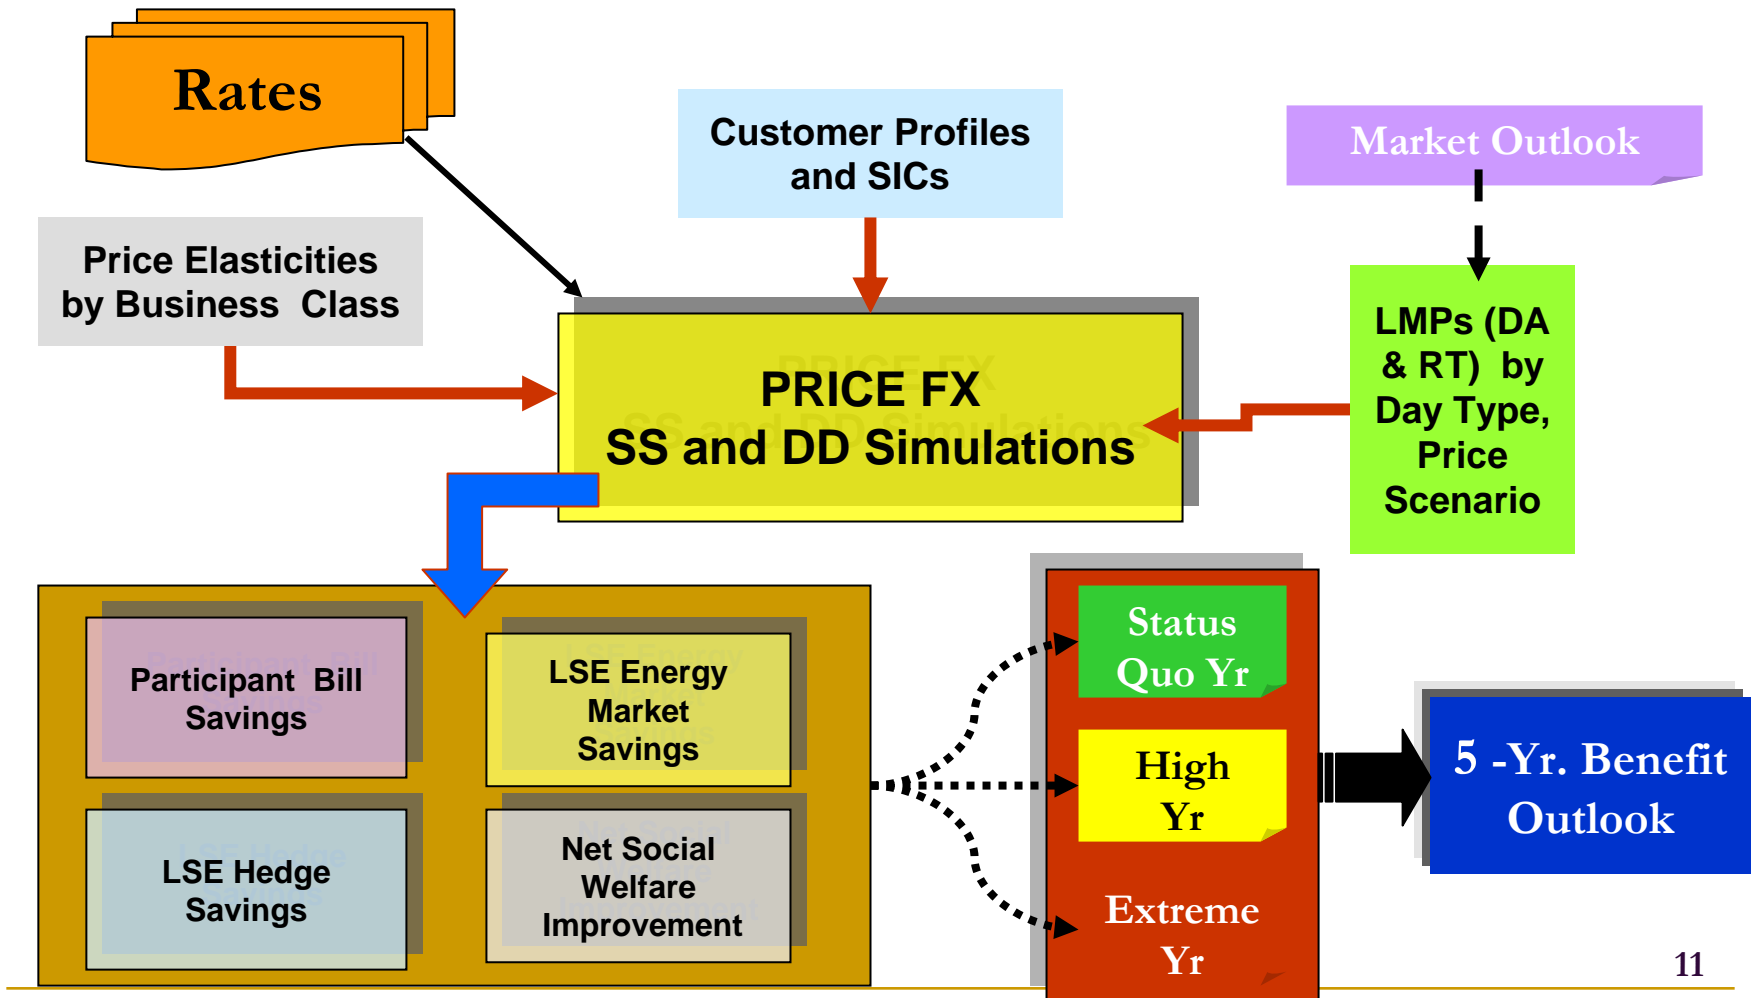 Rates
Customer Profiles
and SICs
Market Outlook
Price Elasticities
by Business Class
PRICE FX
SS and DD Simulations
LMPs (DA
& RT) by
Day Type,
Price
Scenario
Participant Bill
Savings
LSE Energy
Market
Savings
LSE Hedge
Savings
Net Social
Welfare
Improvement
Status
Quo Yr
High
Yr
Extreme
Yr
5 -Yr. Benefit
Outlook
11